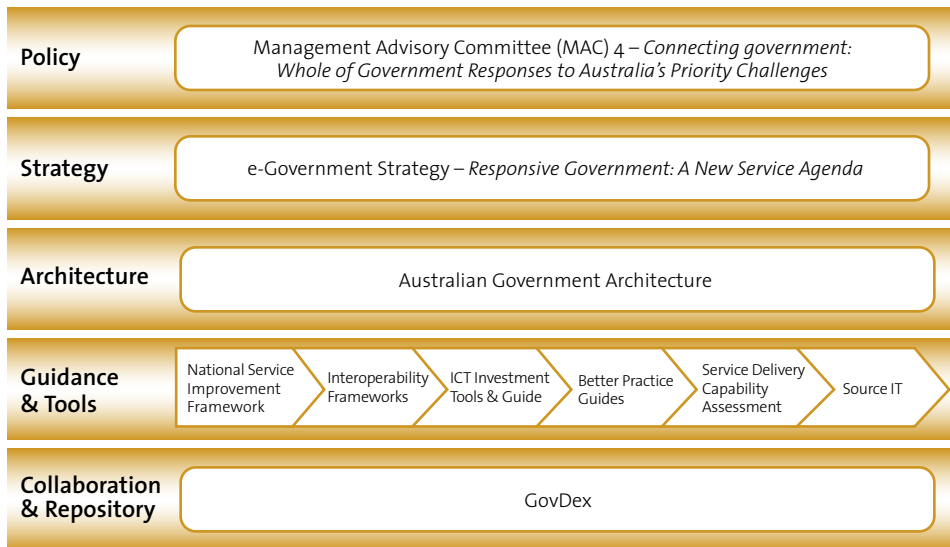 Policy
Management Advisory Committee (MAC) 4 – Connecting government:
Whole of Government Responses to Australia's Priority Challenges
Strategy
e-Government Strategy – Responsive Government: A New Service Agenda
Architecture
Australian Government Architecture
Guidance
& Tools
National Service
Improvement
Framework
Interoperability
Frameworks
ICT Investment
Tools & Guide
Better Practice
Guides
Service Delivery
Capability
Assessment
Source IT
Collaboration
& Repository
GovDex